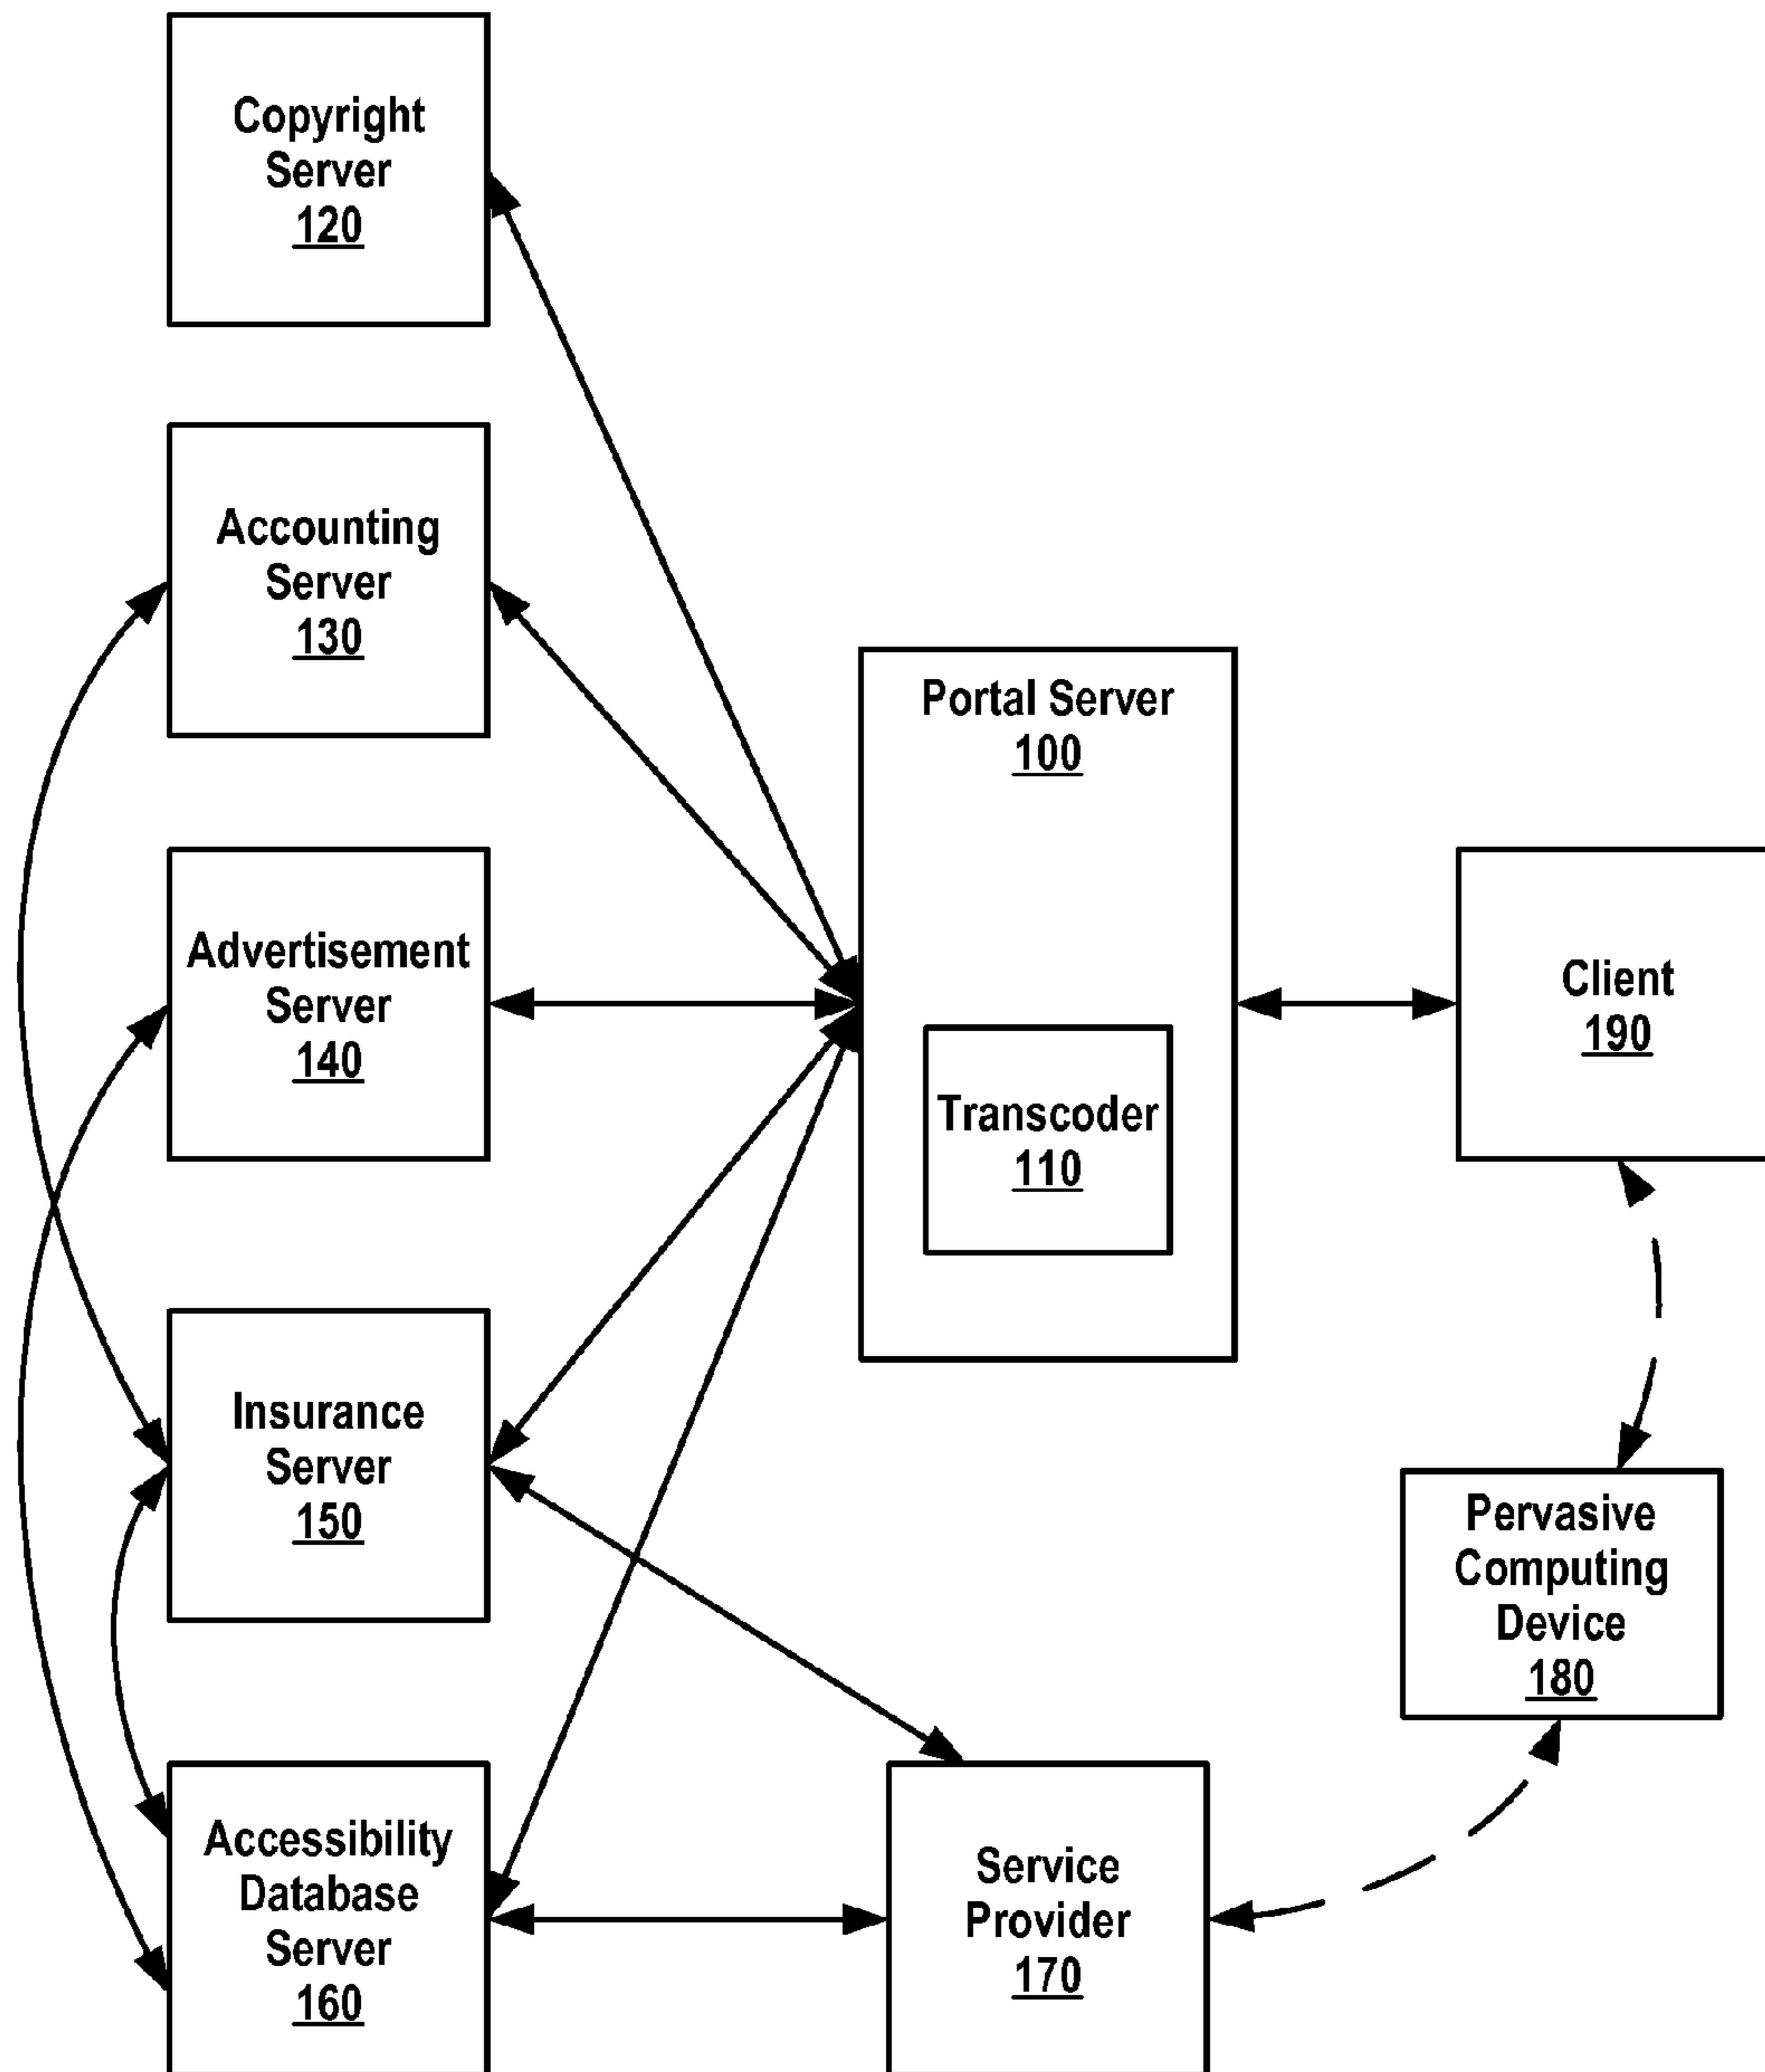 Copyright
Server
120
Accounting
Server
130
Portal Server
100
Advertisement
Server
140
Client
190
Transcoder
110
Insurance
Server
150
Pervasive
Computing
Device
180
Accessibility
Database
Server
160
Service
Provider
170